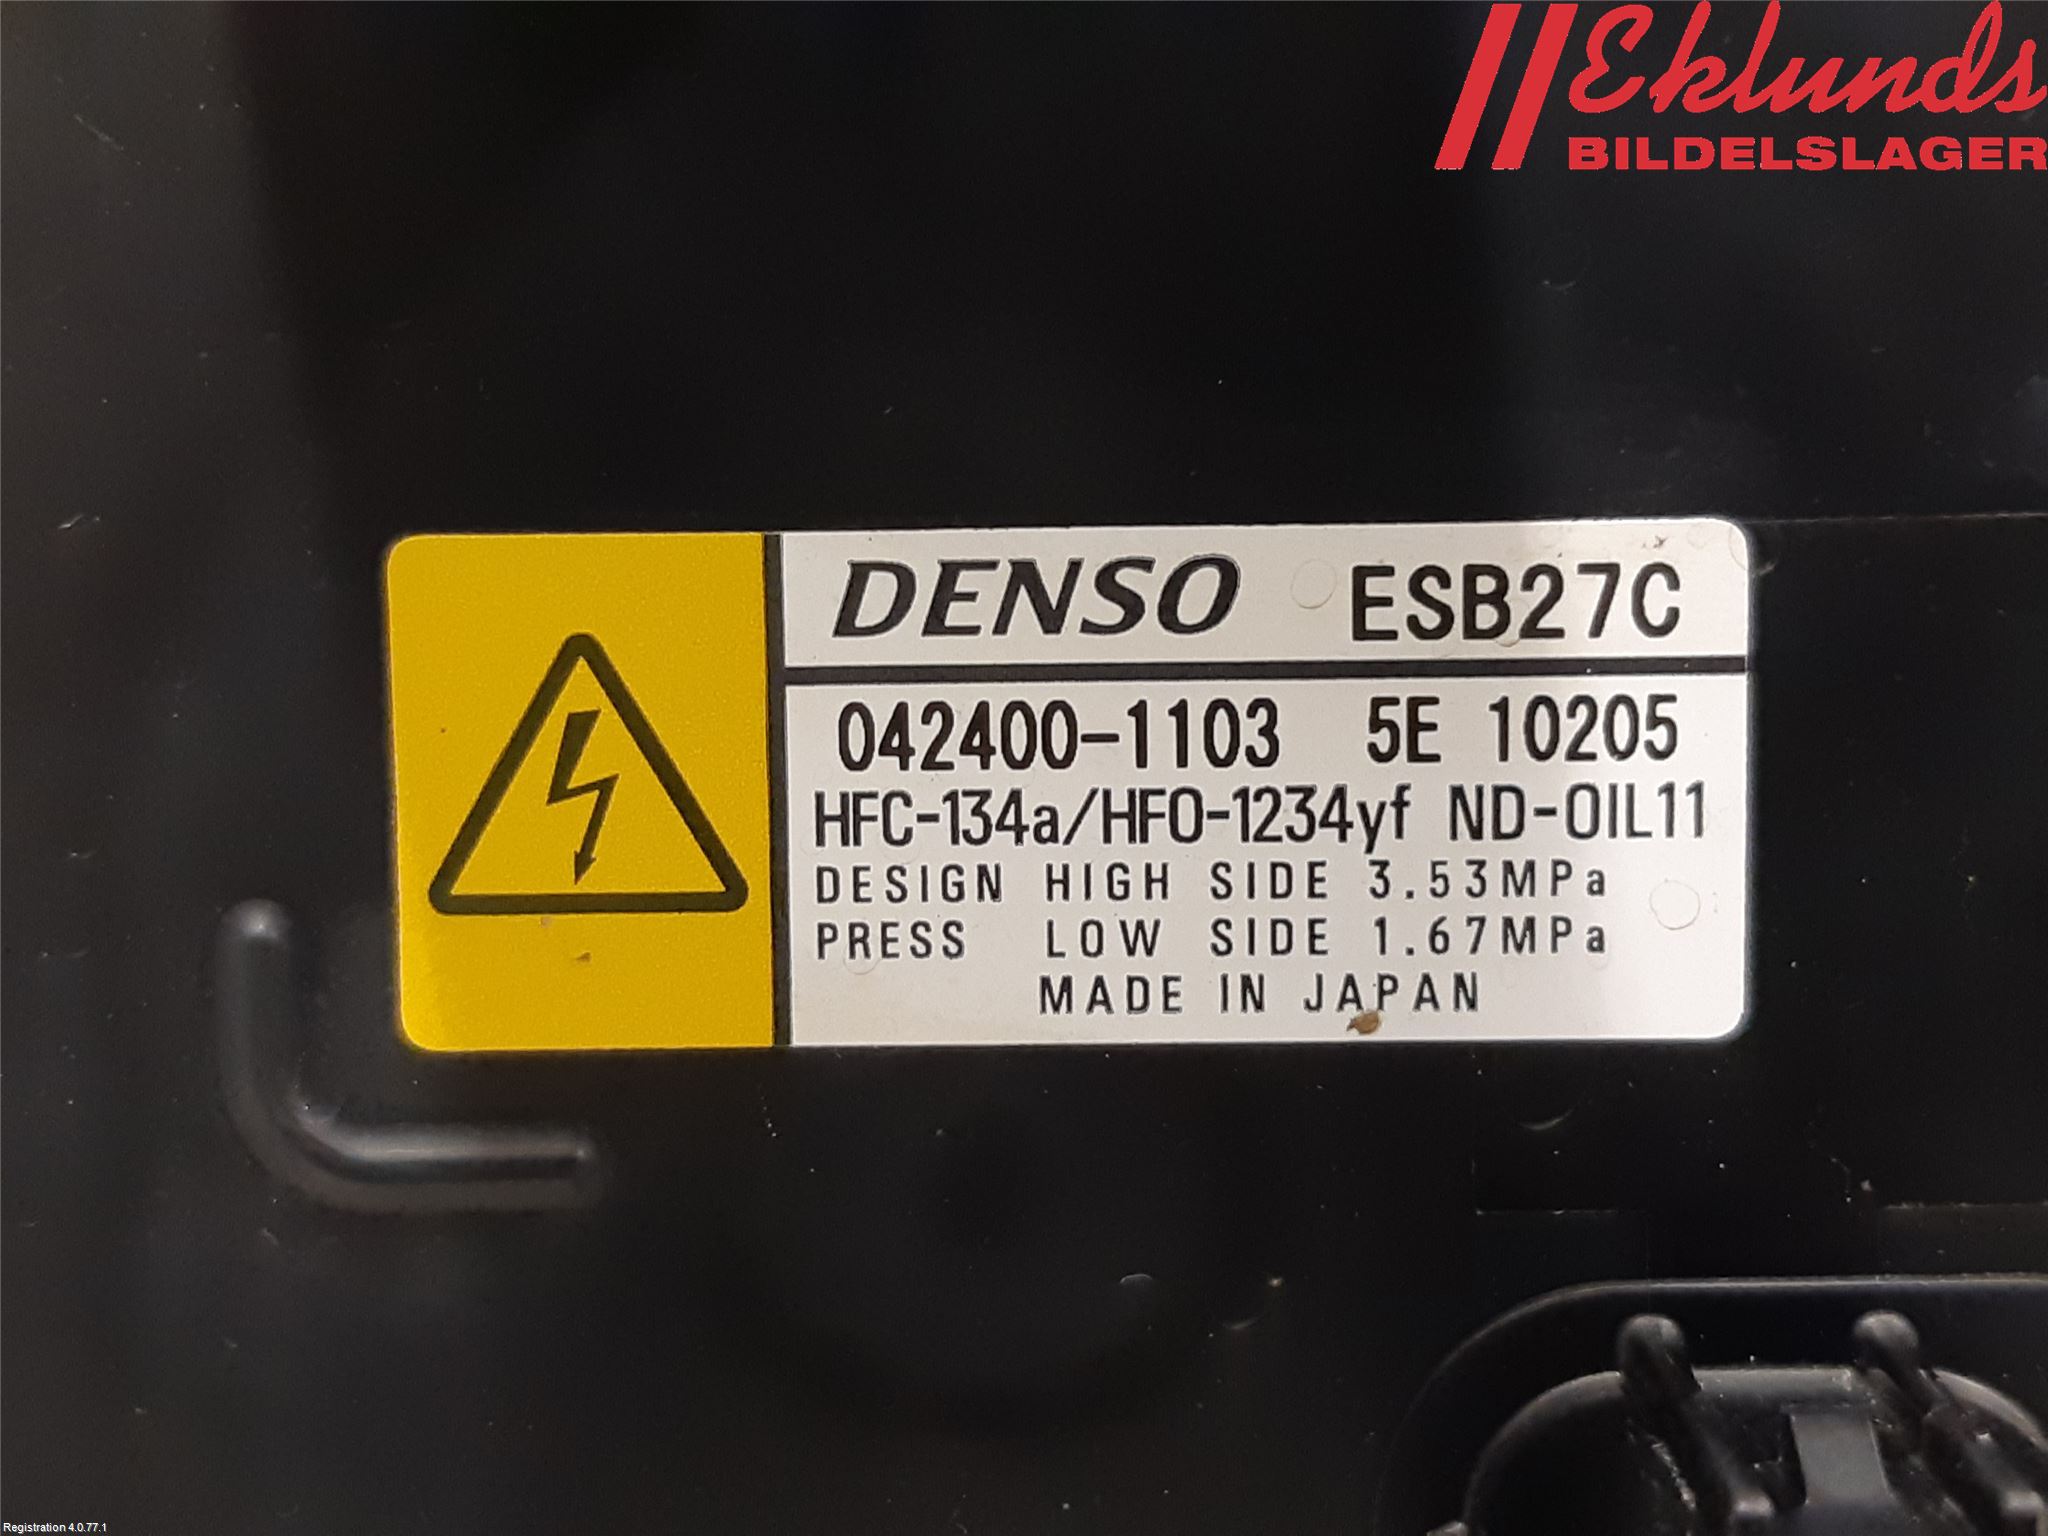 Eklunds
BILDELSLAGER
DENSO ESB27C
042400-1103 5E 10205
HFC-134a/HFO-1234yf ND-OIL11
DESIGN HIGH SIDE 3.53MPa
PRESS LOW SIDE 1.67MPa
MADE IN JAPAN
Registration 4.0.77.1